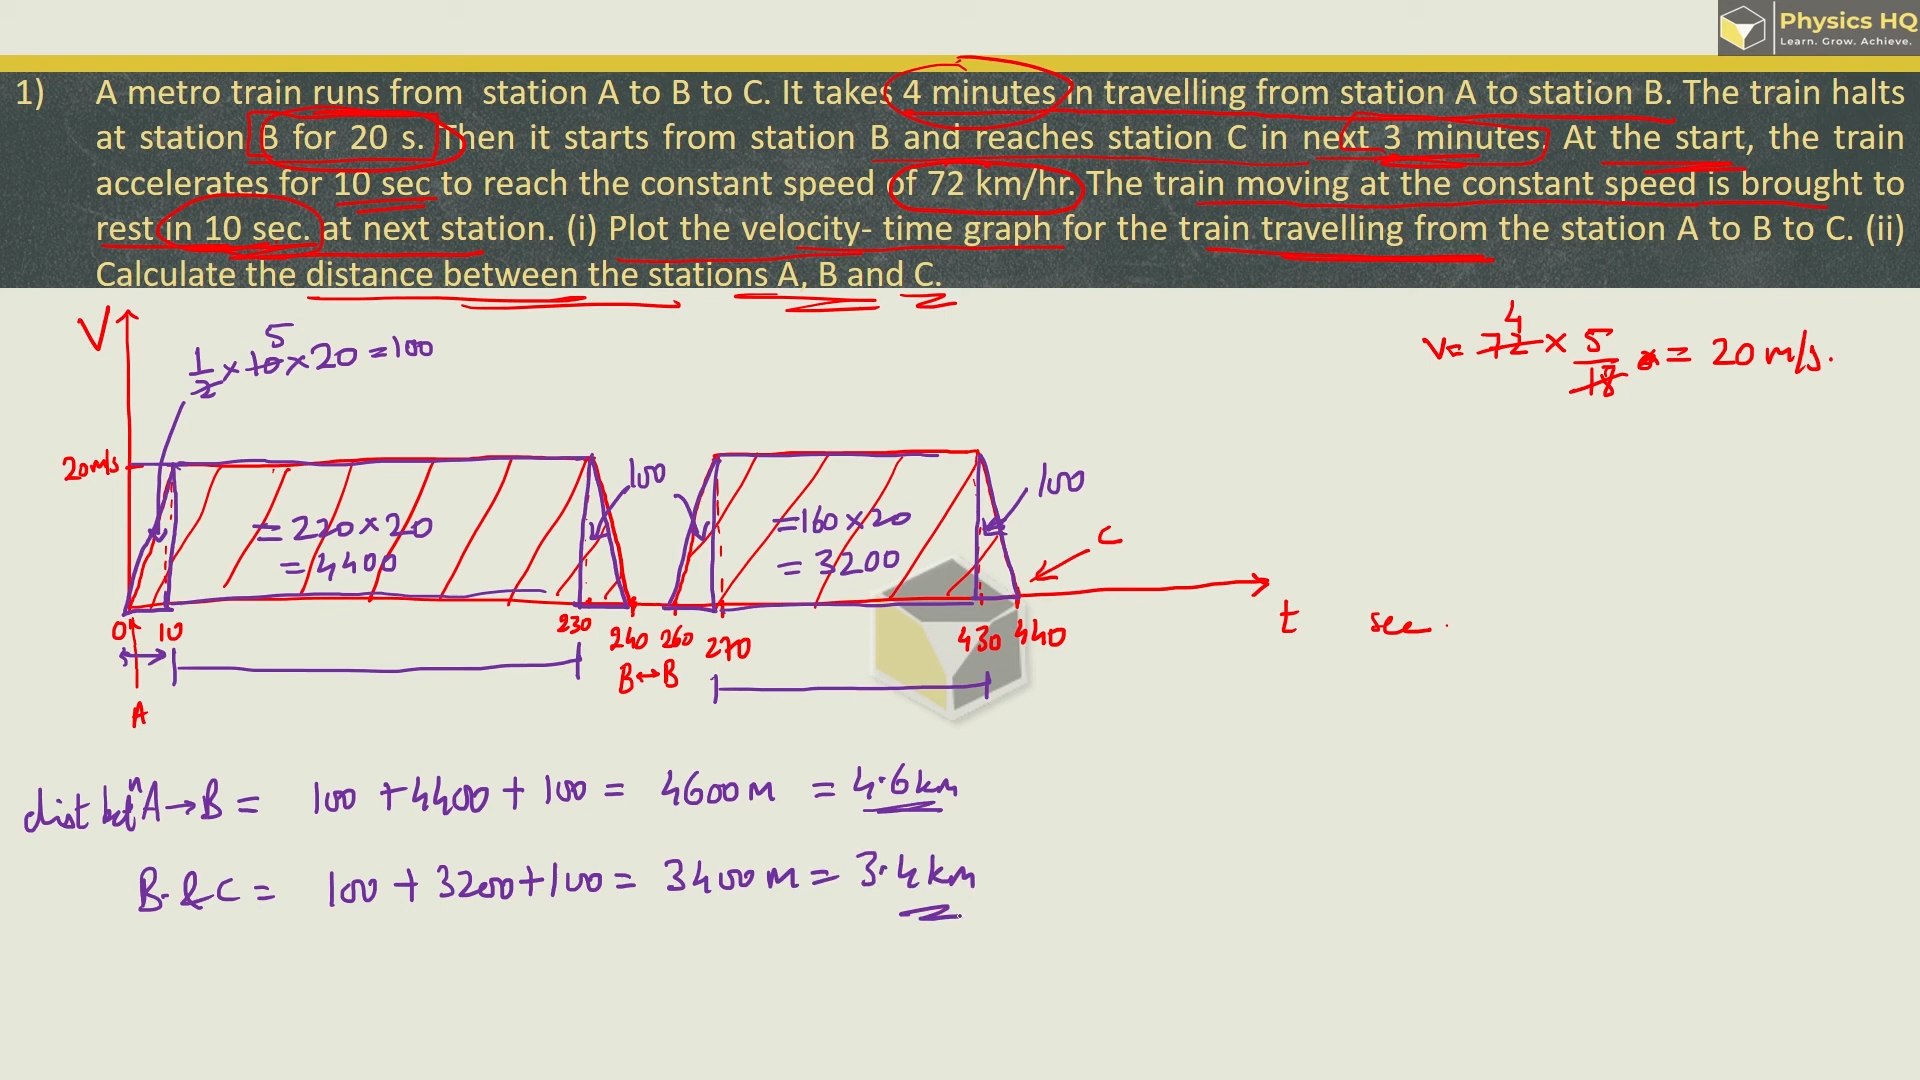 Physics HQ
Learn. Grow. Achieve.
1) A metro train runs from station A to B to C. It takes 4 minutes in travelling from station A to station B. The train halts
at station B for 20 s. Then it starts from station B and reaches station C in next 3 minutes. At the start, the train
accelerates for 10 sec to reach the constant speed of 72 km/hr. The train moving at the constant speed is brought to
rest in 10 sec. at next station. (i) Plot the velocity- time graph for the train travelling from the station A to B to C. (ii)
Calculate the distance between the stations A, B and C.
V
5
1/2 × 10 × 20 = 100
4
V = 72 × 5/18 = 20 m/s.
20 m/s
100
100
= 220 × 20
= 4400
= 160 × 20
= 3200
C
0 10 230 240 260 270 430 440
t sec.
B ↔ B
A
dist betn A → B = 100 + 4400 + 100 = 4600 m = 4.6 km
B & C = 100 + 3200 + 100 = 3400 m = 3.4 km